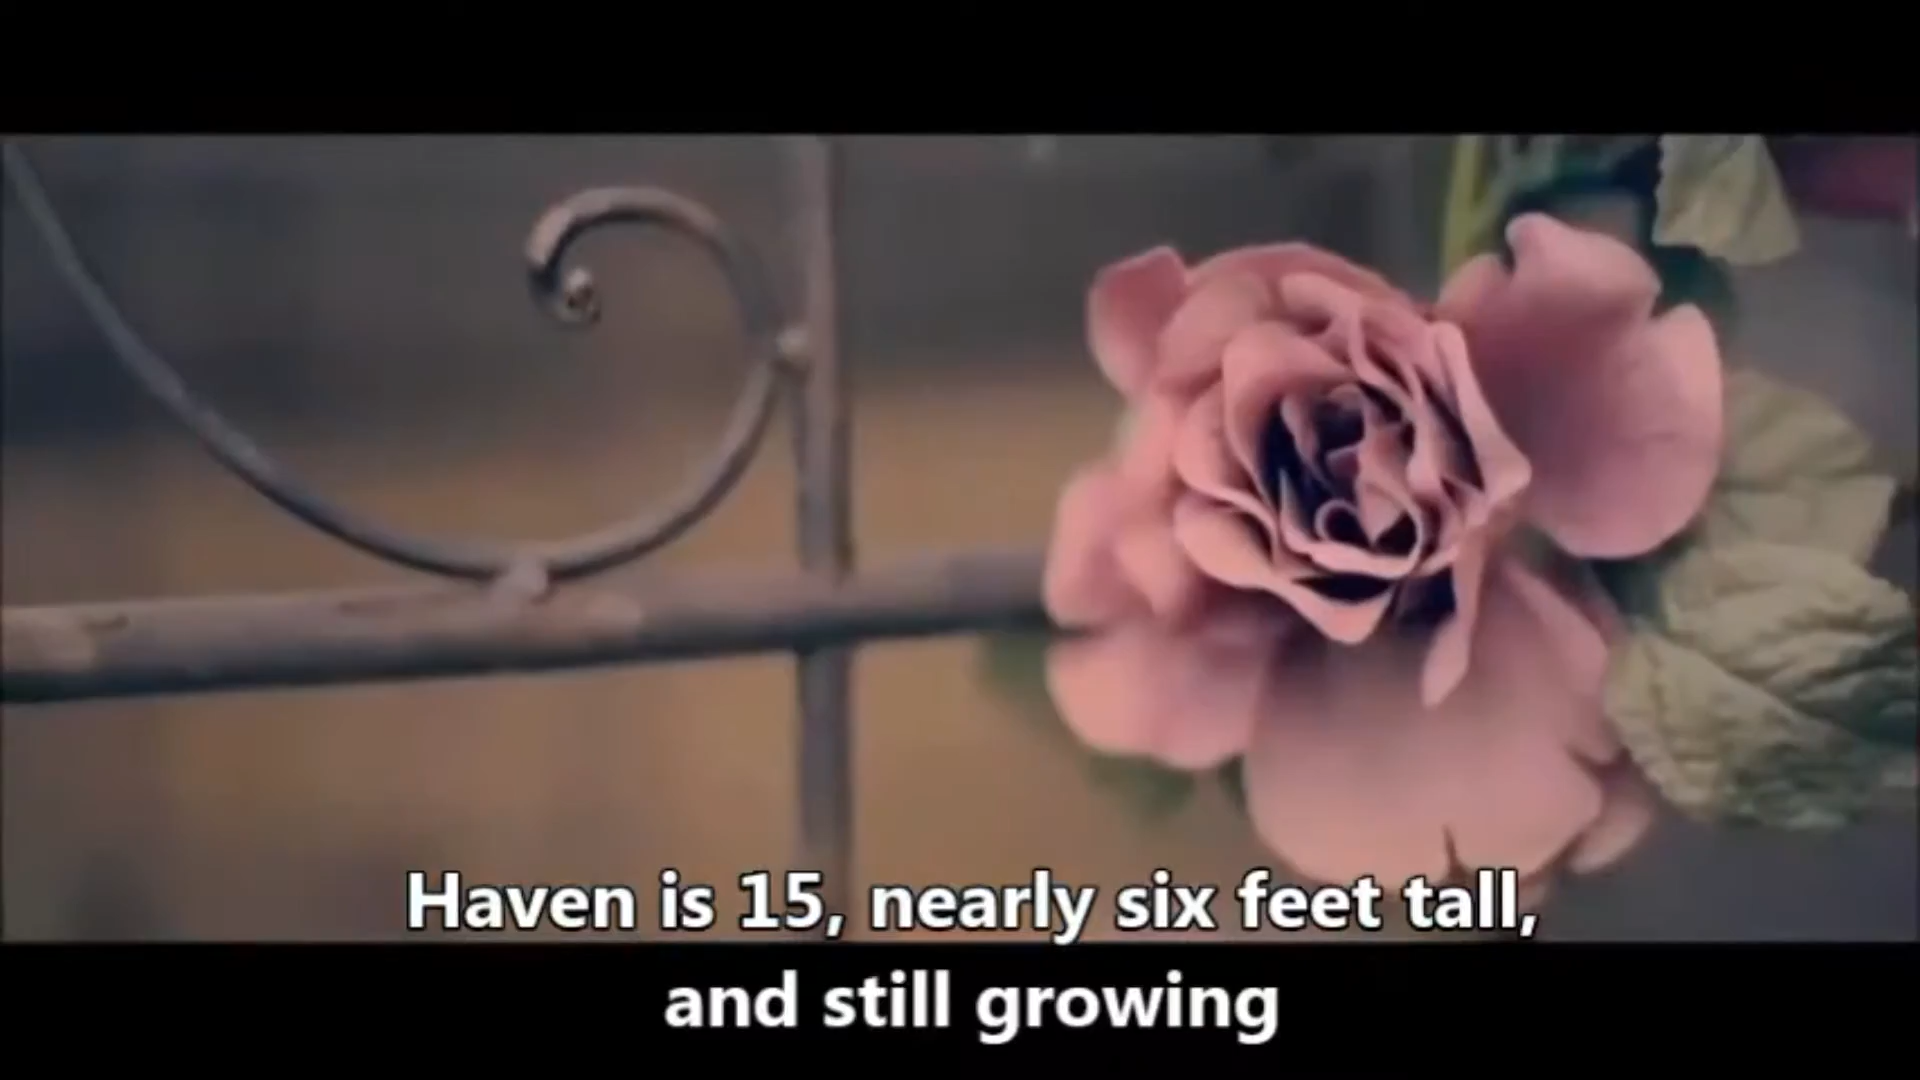 Haven is 15, nearly six feet tall,
and still growing